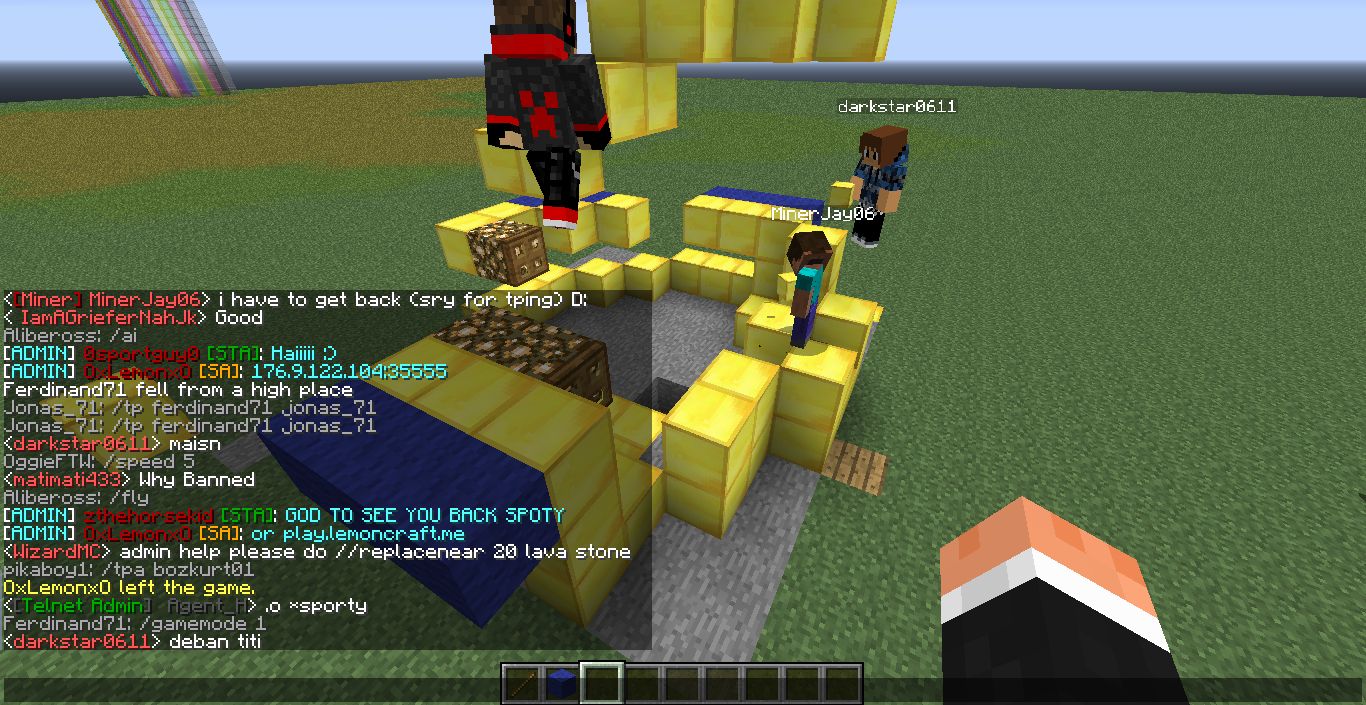 darkstar0611
MinerJay06
<[Miner] MinerJay06> i have to get back (sry for tping) D:
< IamAGrieferNahJk> Good
Alibeross: /ai
[ADMIN] 0sportguy0 [STA]: Haiiiii :)
[ADMIN] 0xLemonx0 [SA]: 176.9.122.104:35555
Ferdinand71 fell from a high place
Jonas_71: /tp ferdinand71 jonas_71
Jonas_71: /tp ferdinand71 jonas_71
<darkstar0611> maisn
OggieFTW: /speed 5
<matimati433> Why Banned
Alibeross: /fly
[ADMIN] zthehorsekid [STA]: GOD TO SEE YOU BACK SPOTY
[ADMIN] 0xLemonx0 [SA]: or play.lemoncraft.me
<WizardMC> admin help please do //replacenear 20 lava stone
pikaboy1: /tpa bozkurt01
0xLemonx0 left the game.
<[Telnet Admin] Agent_H> .o *sporty
Ferdinand71: /gamemode 1
<darkstar0611> deban titi